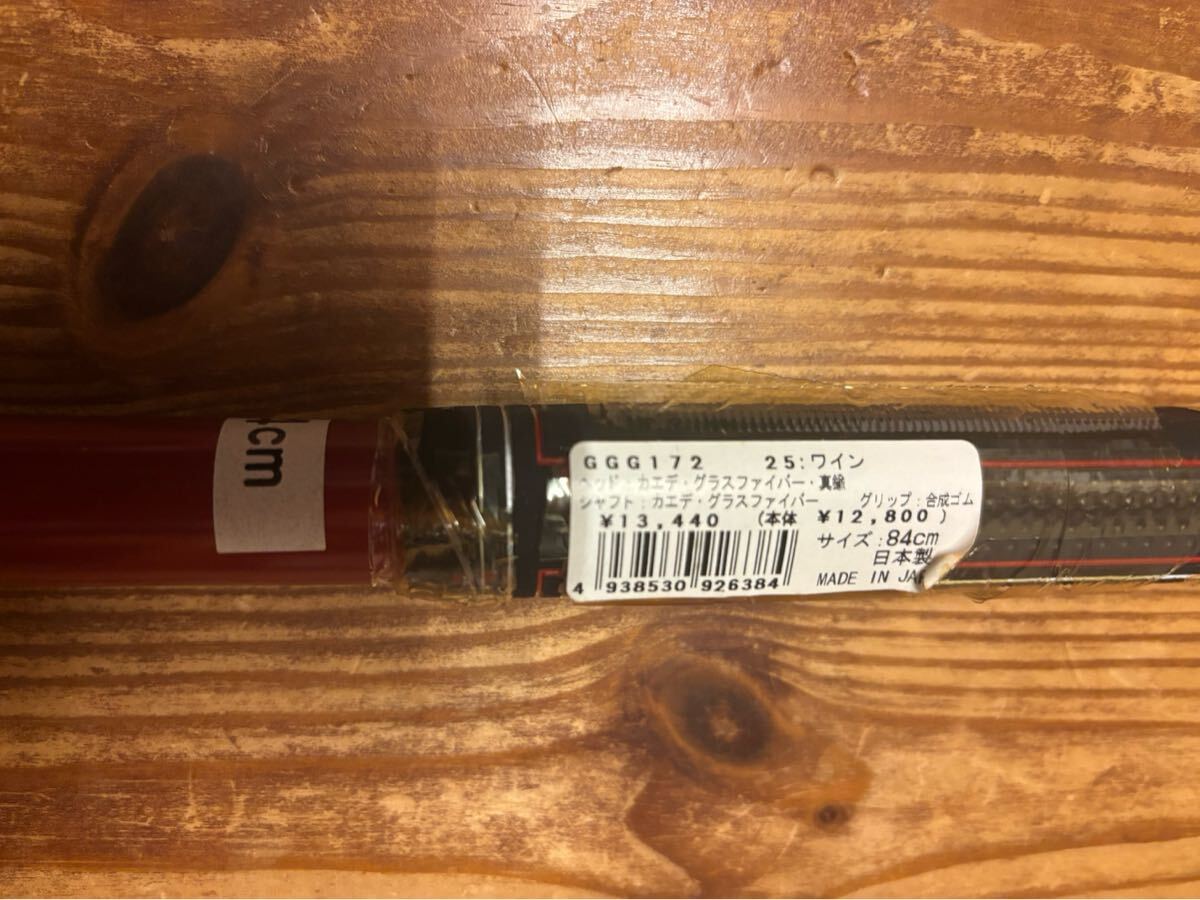 4cm
GGG172 25:ワイン
ヘッド:カエデ・グラスファイバー・真鍮
シャフト:カエデ・グラスファイバー グリップ:合成ゴム
¥13,440 (本体 ¥12,800)
サイズ:84cm
日本製
MADE IN JA
4 938530 926384